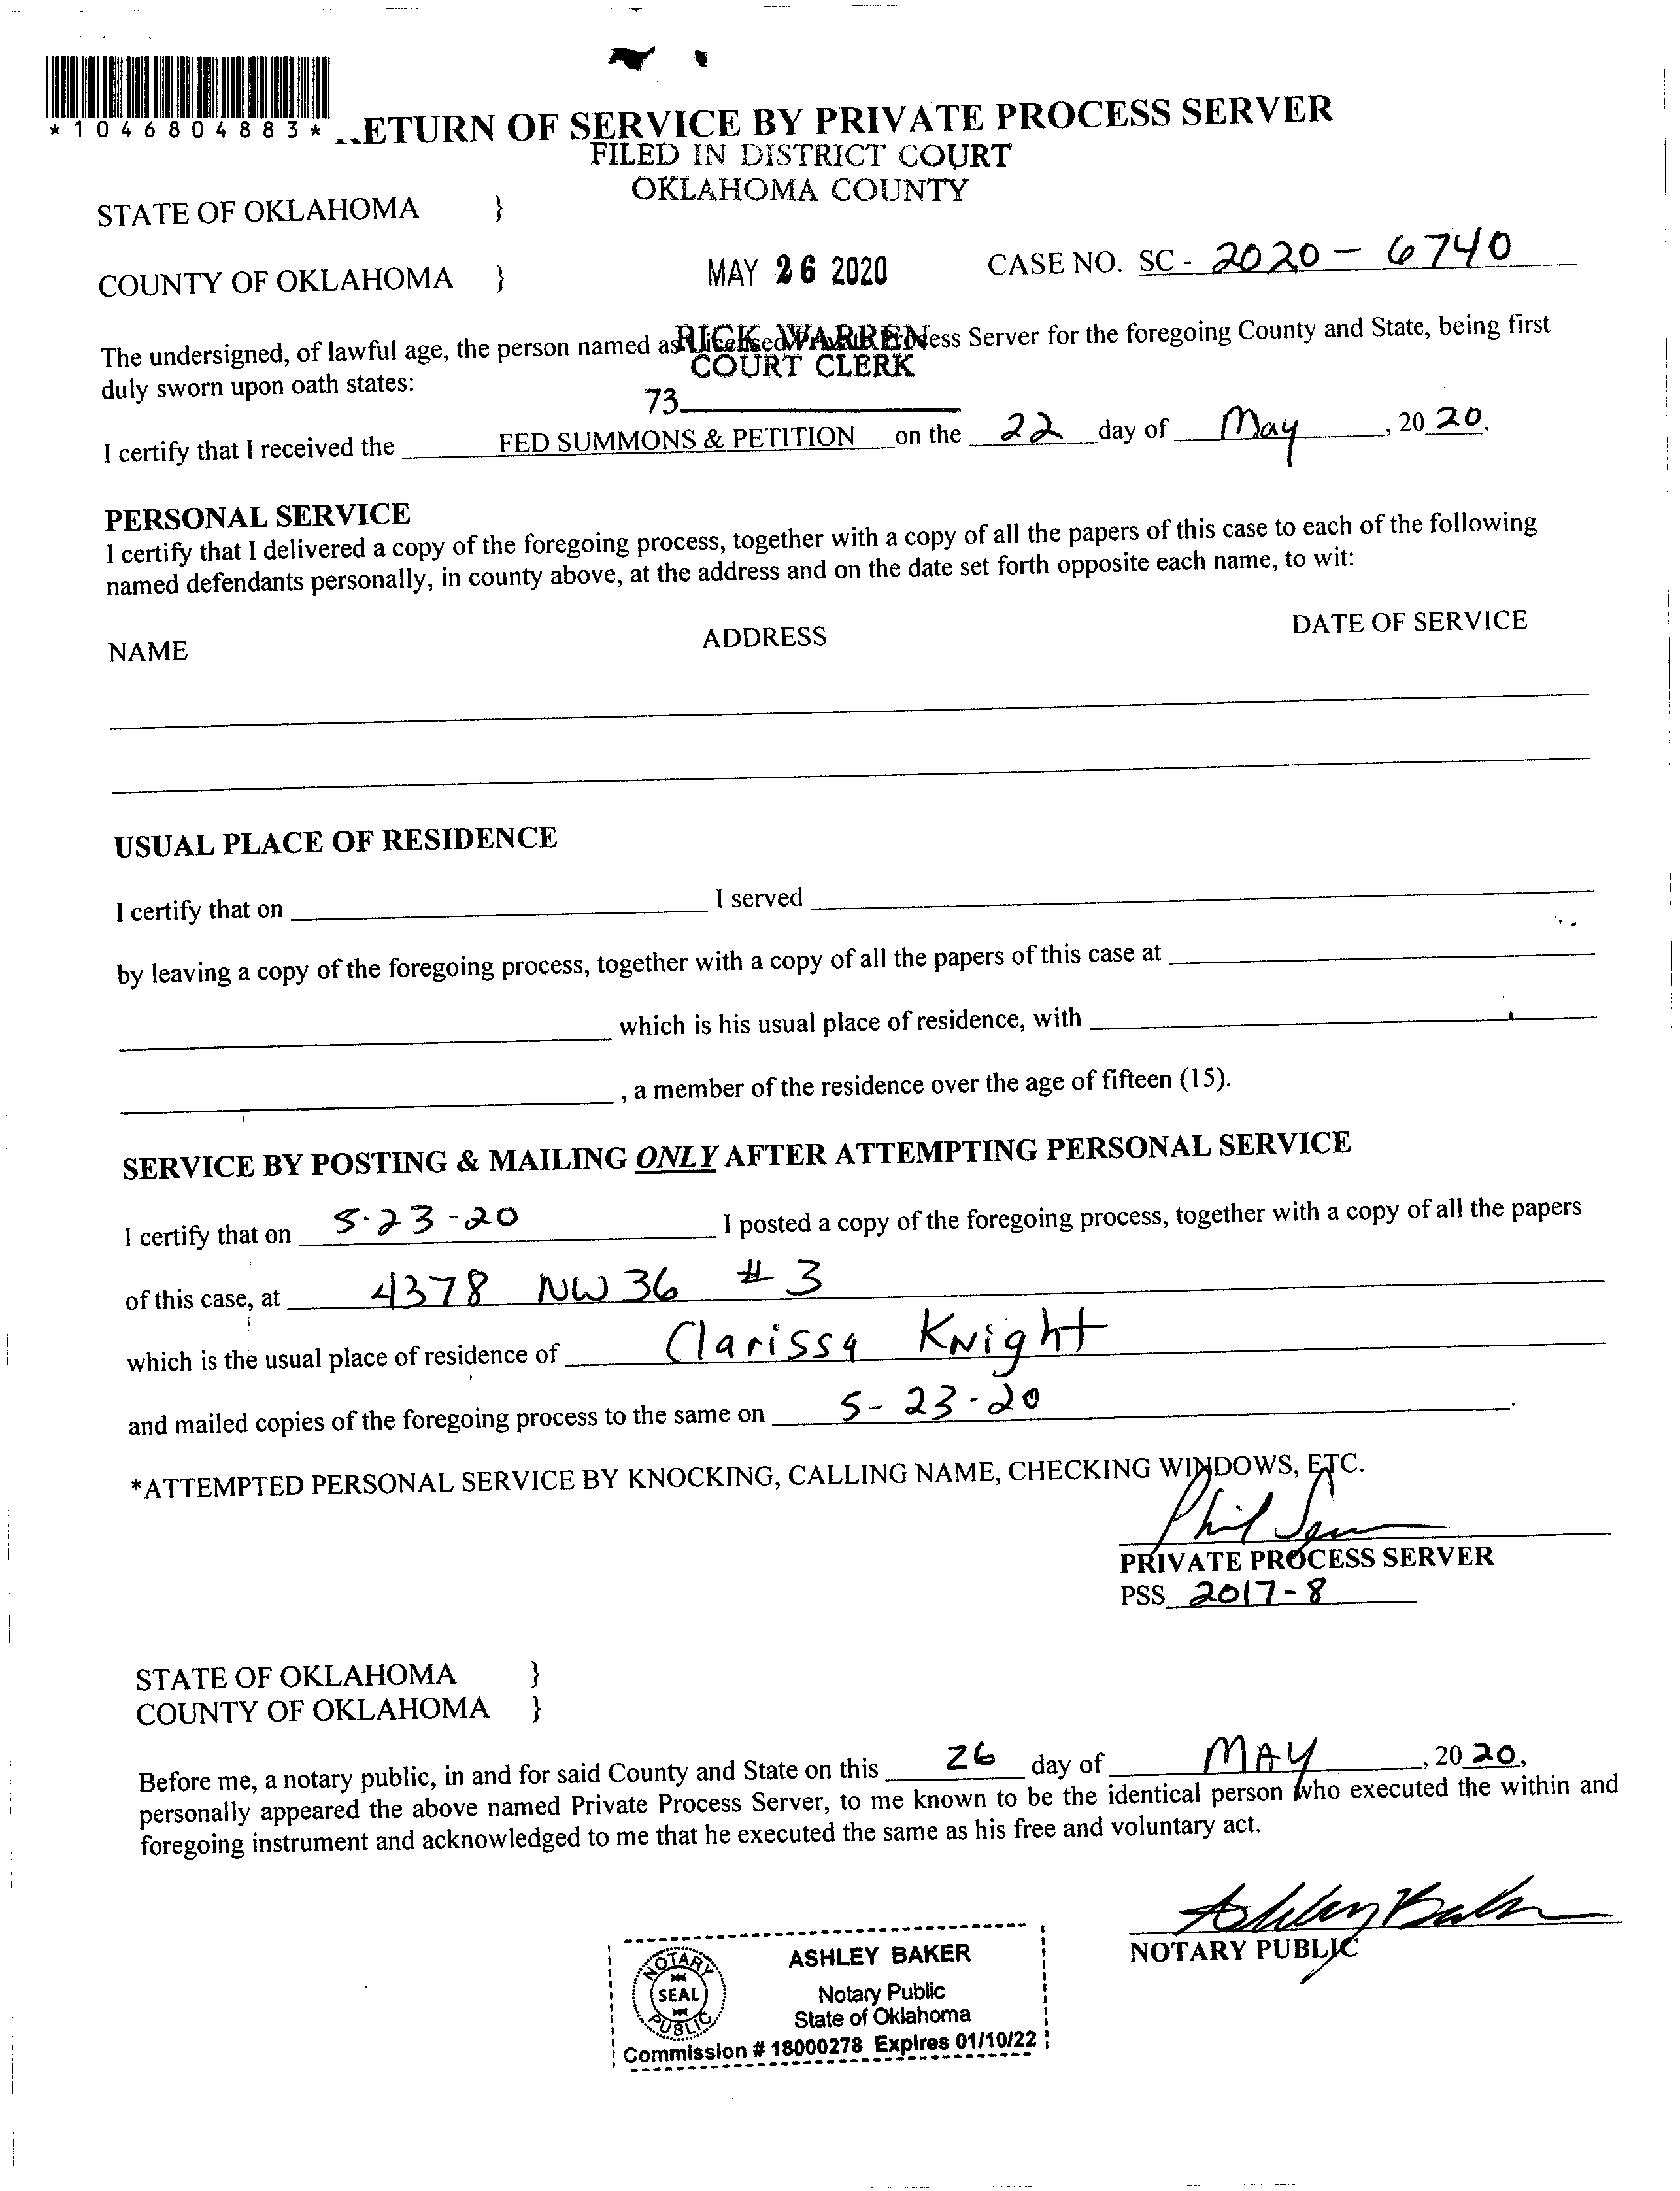 *1046804883*
ETURN OF SERVICE BY PRIVATE PROCESS SERVER
FILED IN DISTRICT COURT
OKLAHOMA COUNTY
STATE OF OKLAHOMA }
COUNTY OF OKLAHOMA } MAY 26 2020 CASE NO. SC - 2020 - 6740
RICK WARREN
The undersigned, of lawful age, the person named as Licensed Private Process Server for the foregoing County and State, being first
COURT CLERK
duly sworn upon oath states:
73
I certify that I received the FED SUMMONS & PETITION on the 22 day of May, 20 20.
PERSONAL SERVICE
I certify that I delivered a copy of the foregoing process, together with a copy of all the papers of this case to each of the following
named defendants personally, in county above, at the address and on the date set forth opposite each name, to wit:
NAME ADDRESS DATE OF SERVICE
USUAL PLACE OF RESIDENCE
I certify that on I served
by leaving a copy of the foregoing process, together with a copy of all the papers of this case at
which is his usual place of residence, with
, a member of the residence over the age of fifteen (15).
SERVICE BY POSTING & MAILING ONLY AFTER ATTEMPTING PERSONAL SERVICE
I certify that on 5-23-20 I posted a copy of the foregoing process, together with a copy of all the papers
of this case, at 4378 NW 36 # 3
which is the usual place of residence of Clarissa Knight
and mailed copies of the foregoing process to the same on 5-23-20.
*ATTEMPTED PERSONAL SERVICE BY KNOCKING, CALLING NAME, CHECKING WINDOWS, ETC.
Phil
PRIVATE PROCESS SERVER
PSS 2017-8
STATE OF OKLAHOMA }
COUNTY OF OKLAHOMA }
Before me, a notary public, in and for said County and State on this 26 day of MAY, 20 20,
personally appeared the above named Private Process Server, to me known to be the identical person who executed the within and
foregoing instrument and acknowledged to me that he executed the same as his free and voluntary act.
Ashley Baker
NOTARY PUBLIC
NOTARY SEAL PUBLIC
ASHLEY BAKER
Notary Public
State of Oklahoma
Commission # 18000278 Expires 01/10/22